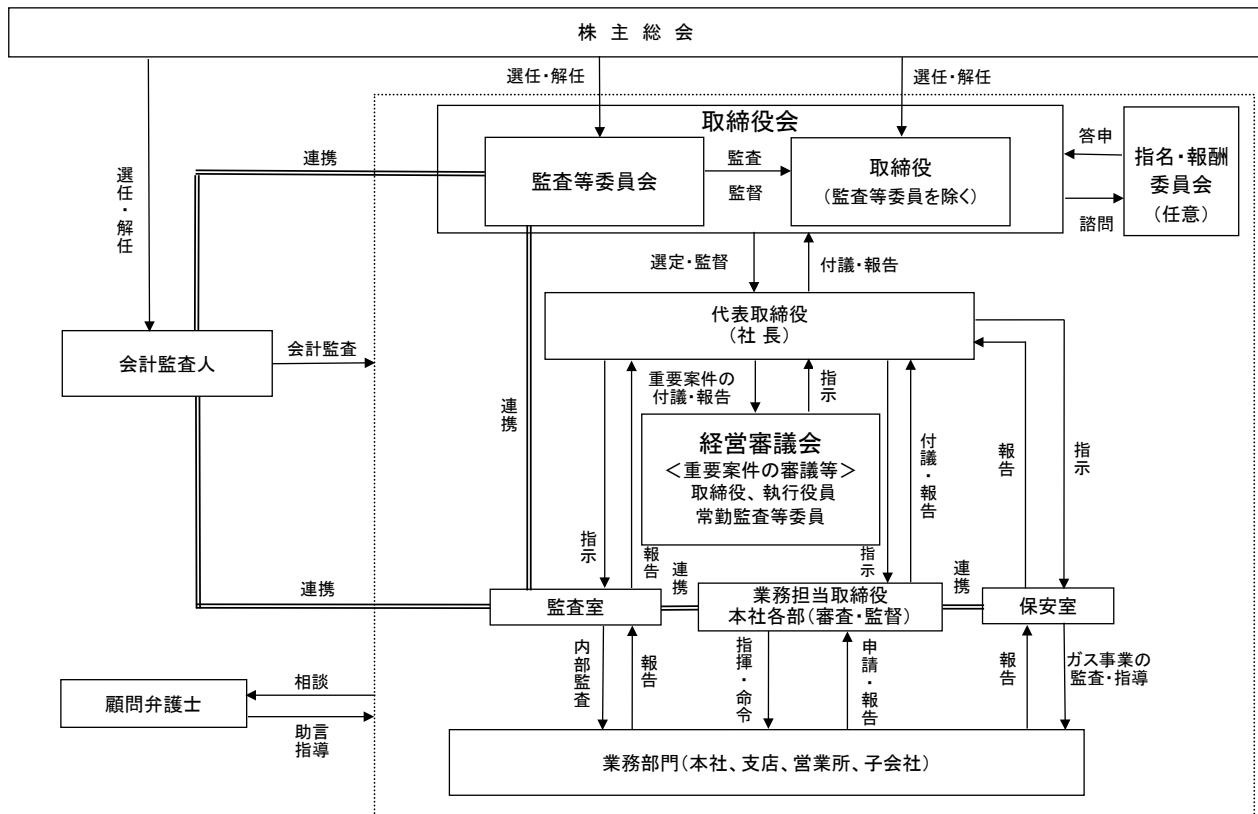 株 主 総 会
選任・解任
選任・解任
選任・解任
取締役会
監査等委員会
監査
監督
取締役
(監査等委員を除く)
答申
諮問
指名・報酬
委員会
(任意)
連携
選定・監督
付議・報告
代表取締役
(社 長)
会計監査人
会計監査
連携
重要案件の
付議・報告
指示
経営審議会
＜重要案件の審議等＞
取締役、執行役員
常勤監査等委員
指示
報告
指示
付議・報告
報告
指示
連携
監査室
連携
業務担当取締役
本社各部(審査・監督)
連携
保安室
内部監査
報告
指揮・命令
申請・報告
報告
ガス事業の
監査・指導
顧問弁護士
相談
助言
指導
業務部門(本社、支店、営業所、子会社)